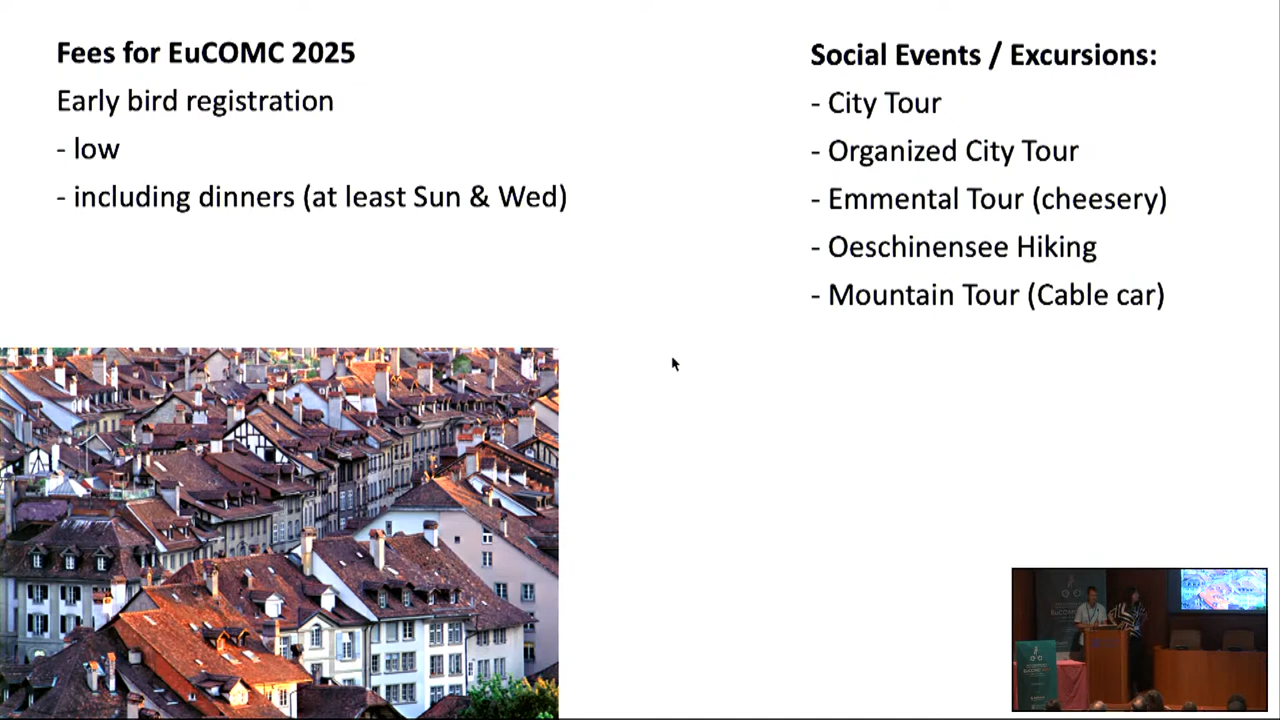 Fees for EuCOMC 2025
Early bird registration
- low
- including dinners (at least Sun & Wed)
Social Events / Excursions:
- City Tour
- Organized City Tour
- Emmental Tour (cheesery)
- Oeschinensee Hiking
- Mountain Tour (Cable car)